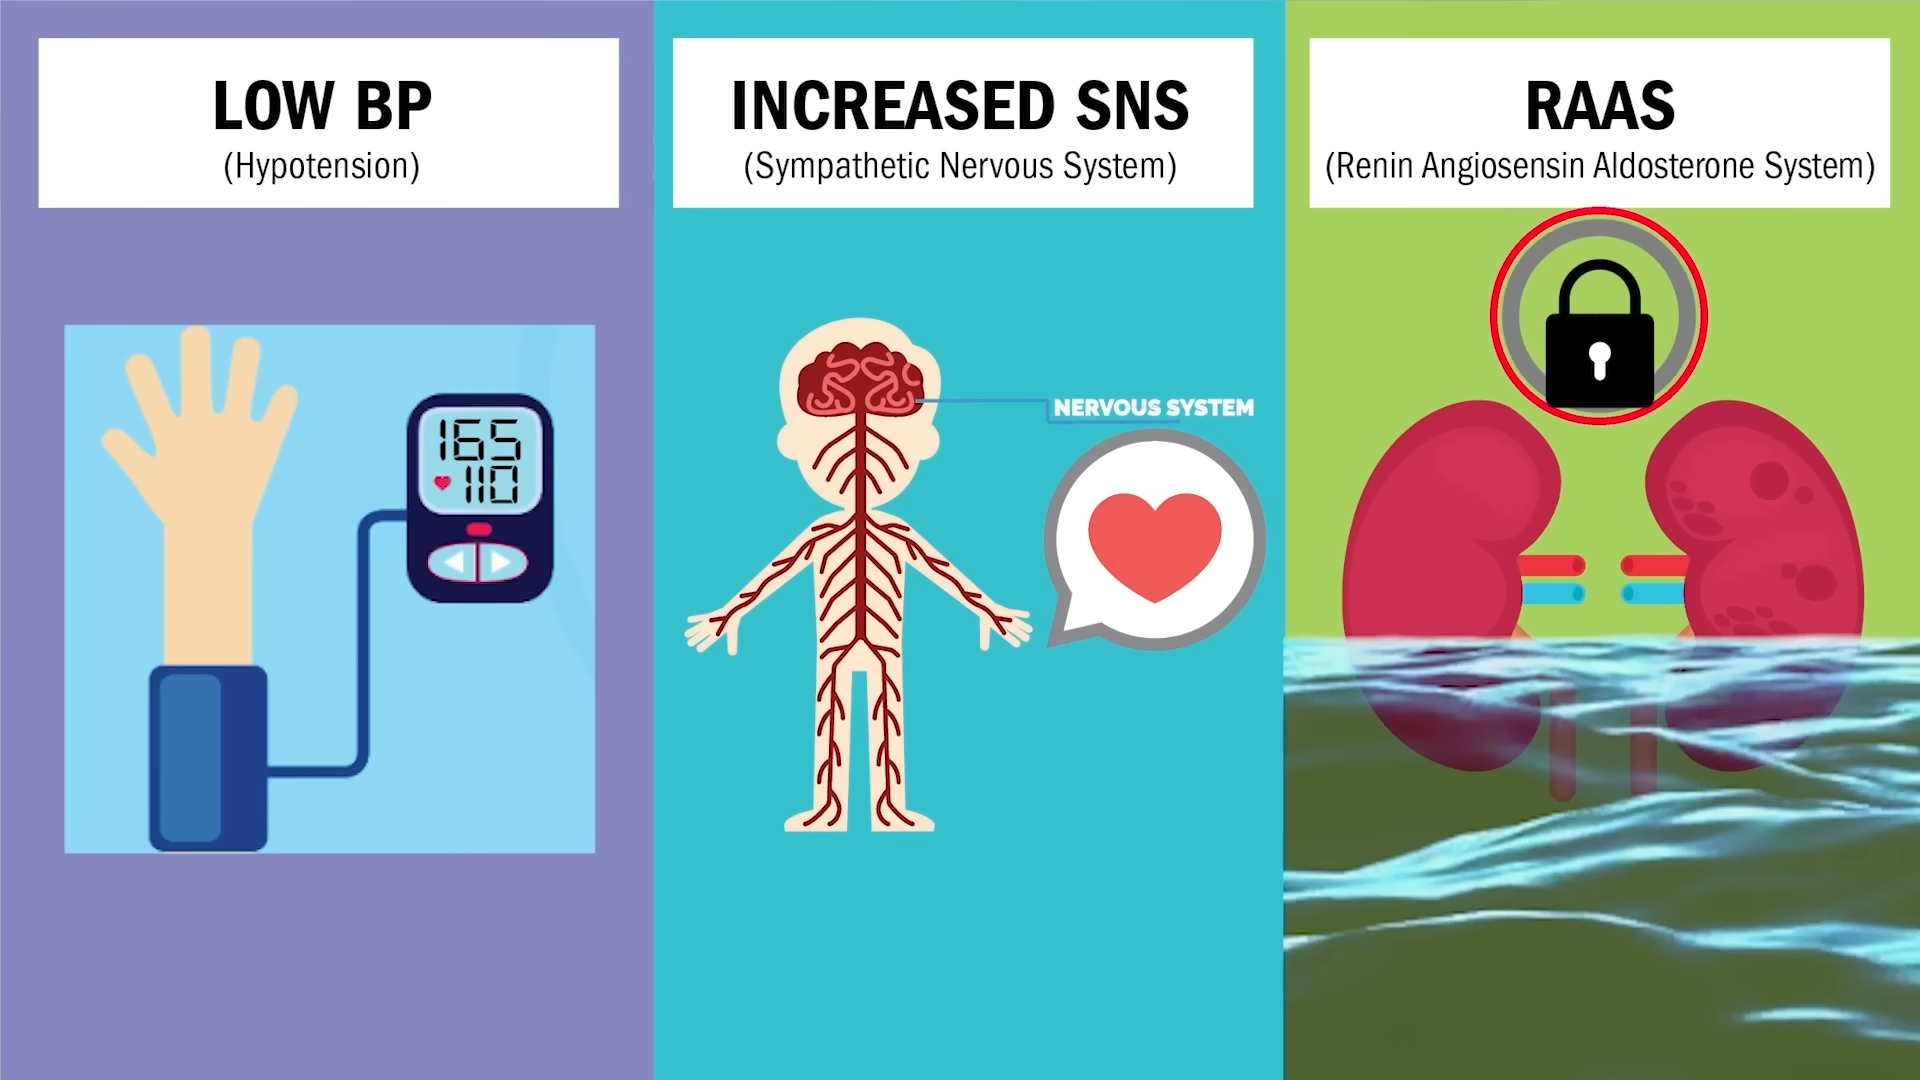 LOW BP
(Hypotension)
165
110
INCREASED SNS
(Sympathetic Nervous System)
NERVOUS SYSTEM
RAAS
(Renin Angiosensin Aldosterone System)